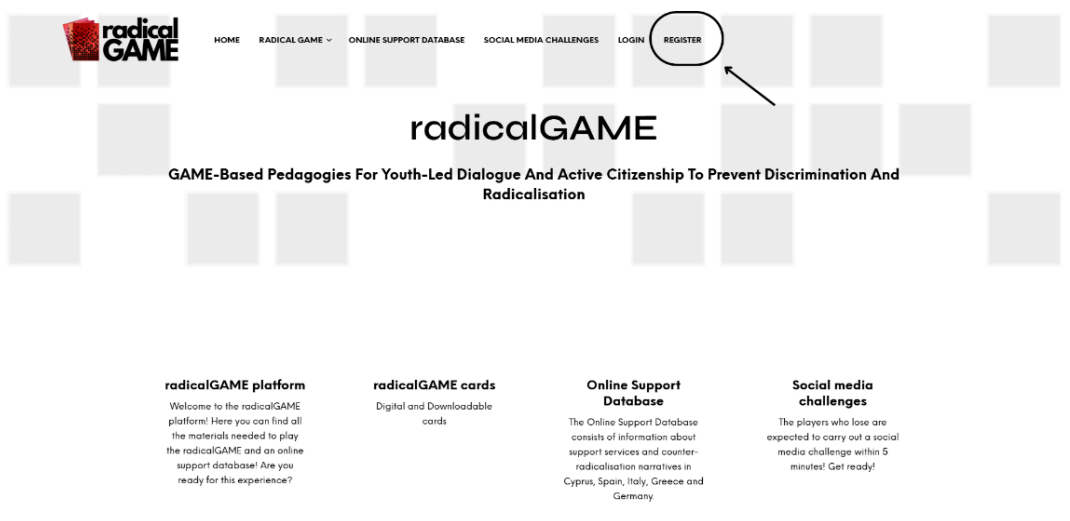 radical
GAME
HOME
RADICAL GAME
ONLINE SUPPORT DATABASE
SOCIAL MEDIA CHALLENGES
LOGIN
REGISTER
radicalGAME
GAME-Based Pedagogies For Youth-Led Dialogue And Active Citizenship To Prevent Discrimination And
Radicalisation
radicalGAME platform
Welcome to the radicalGAME
platform! Here you can find all
the materials needed to play
the radicalGAME and an online
support database! Are you
ready for this experience?
radicalGAME cards
Digital and Downloadable
cards
Online Support
Database
The Online Support Database
consists of information about
support services and counter-
radicalisation narratives in
Cyprus, Spain, Italy, Greece and
Germany.
Social media
challenges
The players who lose are
expected to carry out a social
media challenge within 5
minutes! Get ready!